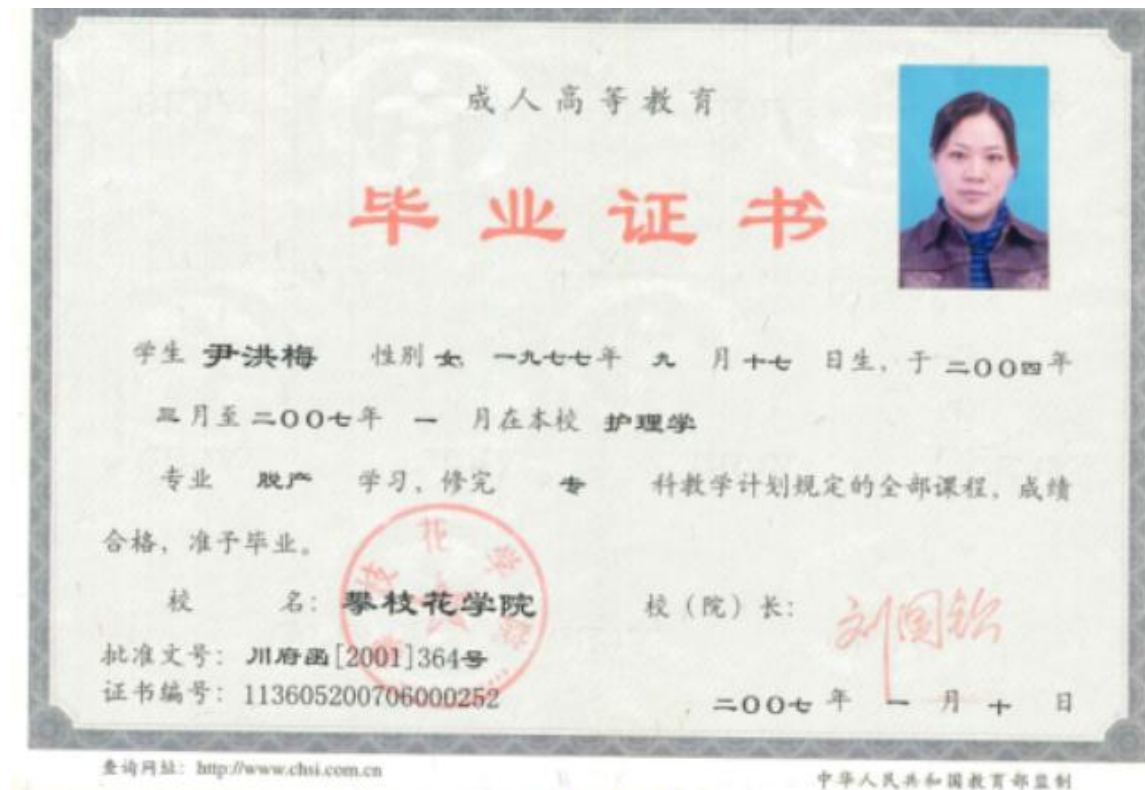 成人高等教育
毕业证书
学生 尹洪梅 性别 女 一九七七年 九 月 十七 日生，于 二〇〇四年
三月至 二〇〇七年 一 月在本校 护理学
专业 脱产 学习，修完 专 科教学计划规定的全部课程，成绩
合格，准予毕业。
校 名：攀枝花学院 校（院）长：刘国钦
批准文号：川府函[2001]364号
证书编号：113605200706000252
二〇〇七 年 一 月 十 日
查询网址：http://www.chsi.com.cn
中华人民共和国教育部监制